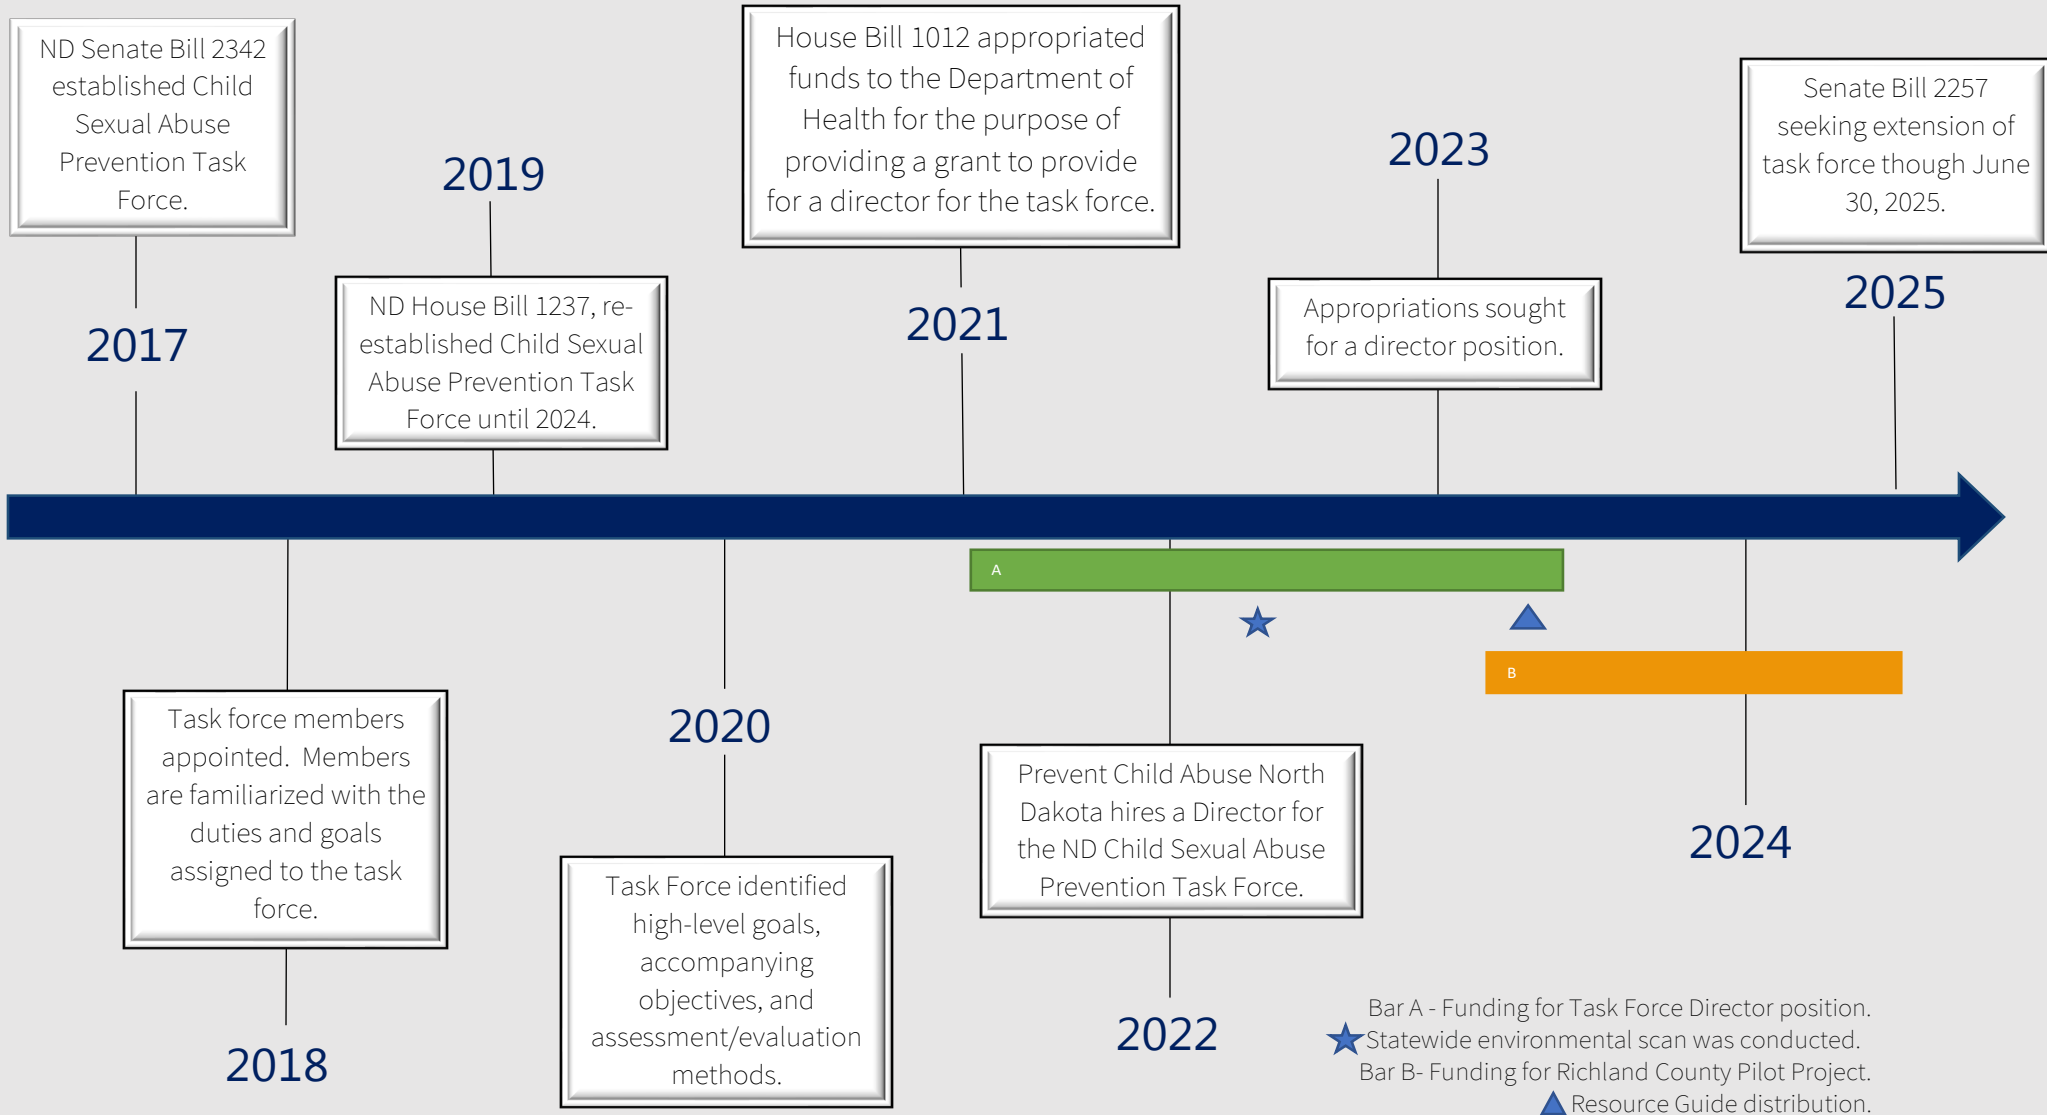 ND Senate Bill 2342
established Child
Sexual Abuse
Prevention Task
Force.
2017
2019
ND House Bill 1237, re-
established Child Sexual
Abuse Prevention Task
Force until 2024.
House Bill 1012 appropriated
funds to the Department of
Health for the purpose of
providing a grant to provide
for a director for the task force.
2021
2023
Appropriations sought
for a director position.
Senate Bill 2257
seeking extension of
task force though June
30, 2025.
2025
A
B
Task force members
appointed. Members
are familiarized with the
duties and goals
assigned to the task
force.
2018
2020
Task Force identified
high-level goals,
accompanying
objectives, and
assessment/evaluation
methods.
Prevent Child Abuse North
Dakota hires a Director for
the ND Child Sexual Abuse
Prevention Task Force.
2022
2024
Bar A - Funding for Task Force Director position.
Statewide environmental scan was conducted.
Bar B- Funding for Richland County Pilot Project.
Resource Guide distribution.